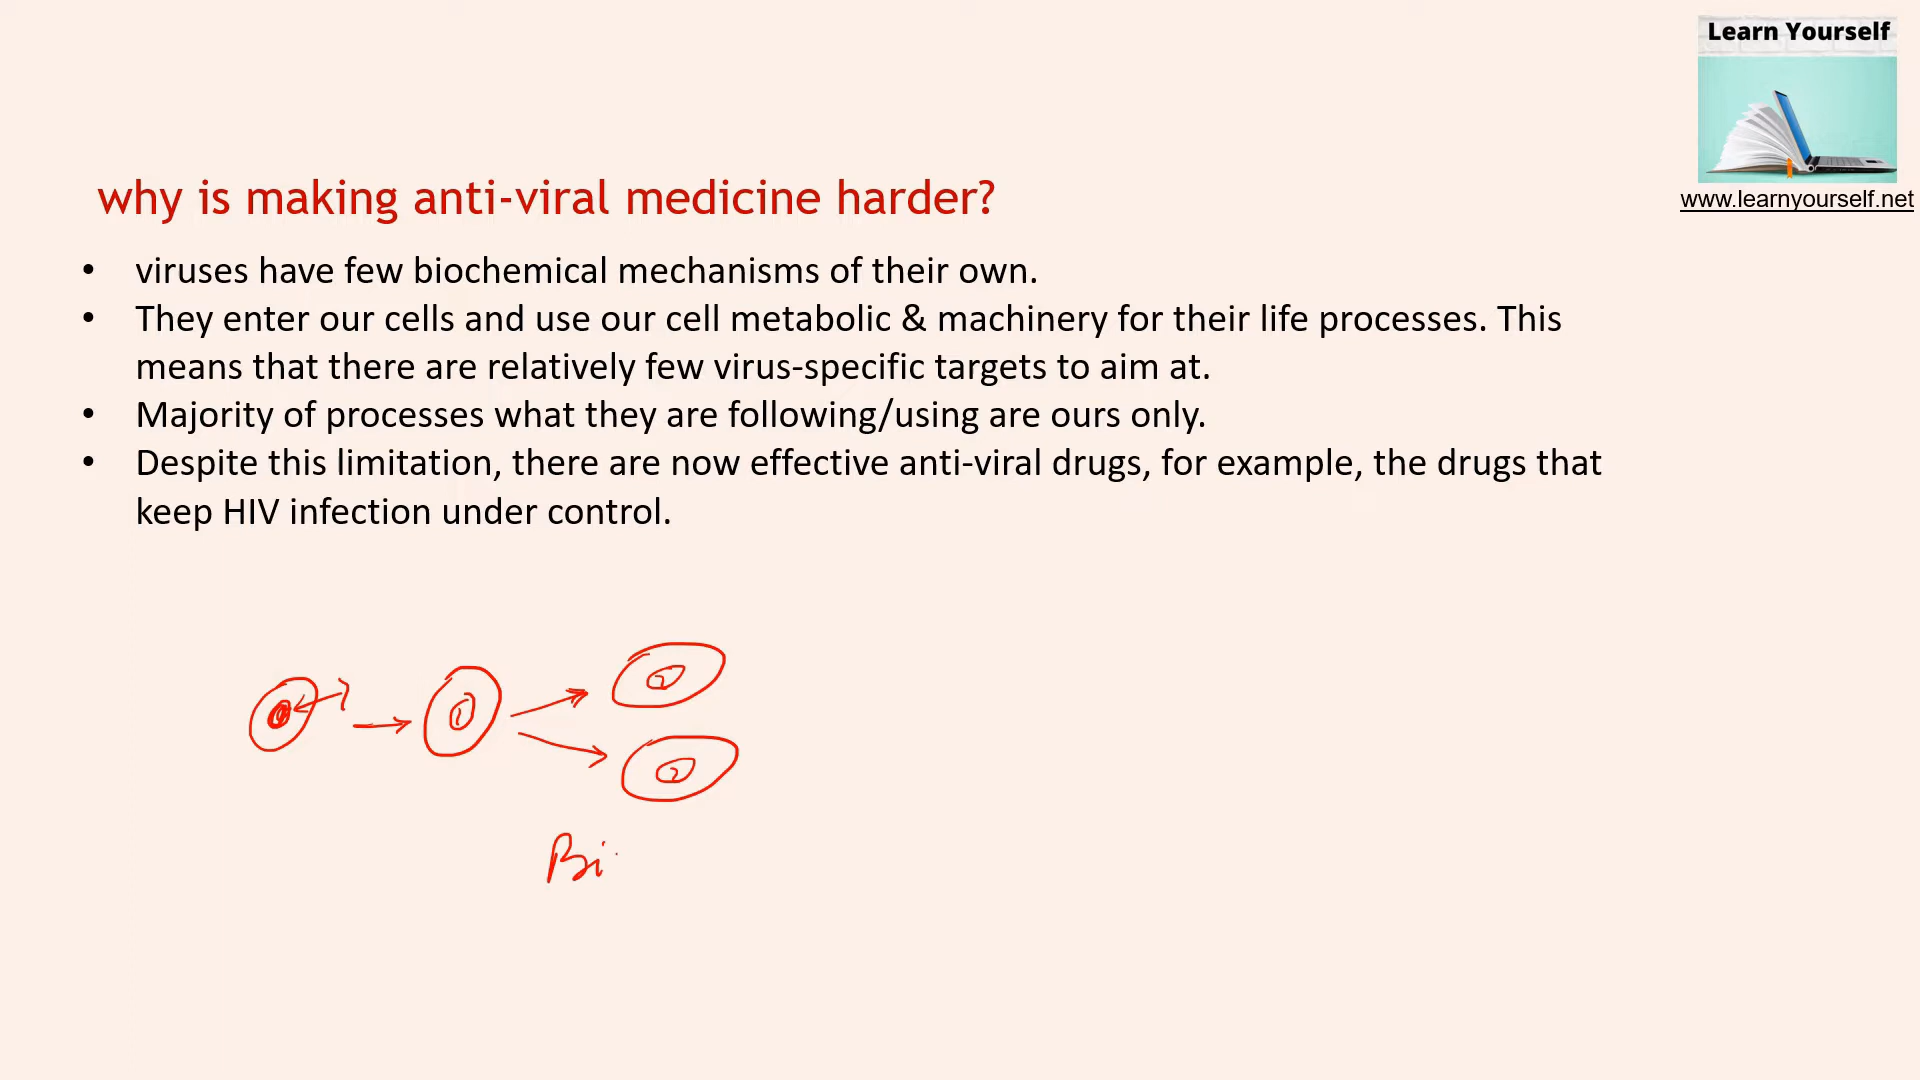 Learn Yourself
www.learnyourself.net
why is making anti-viral medicine harder?
• viruses have few biochemical mechanisms of their own.
• They enter our cells and use our cell metabolic & machinery for their life processes. This
means that there are relatively few virus-specific targets to aim at.
• Majority of processes what they are following/using are ours only.
• Despite this limitation, there are now effective anti-viral drugs, for example, the drugs that
keep HIV infection under control.
Bi